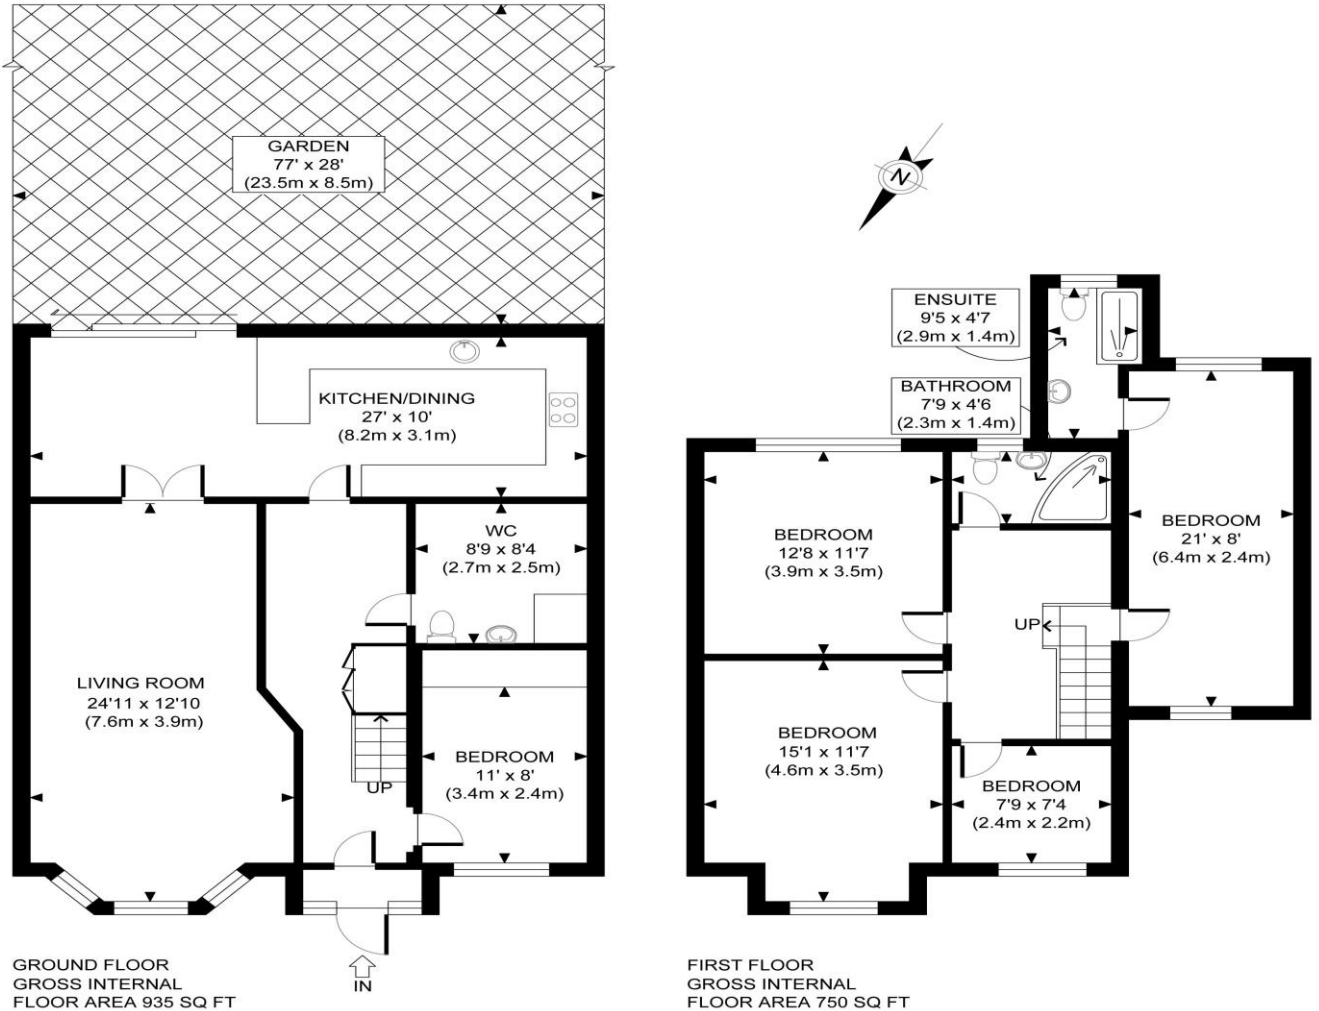 GARDEN
77' x 28'
(23.5m x 8.5m)
KITCHEN/DINING
27' x 10'
(8.2m x 3.1m)
WC
8'9 x 8'4
(2.7m x 2.5m)
LIVING ROOM
24'11 x 12'10
(7.6m x 3.9m)
BEDROOM
11' x 8'
(3.4m x 2.4m)
UP
IN
GROUND FLOOR
GROSS INTERNAL
FLOOR AREA 935 SQ FT
N
ENSUITE
9'5 x 4'7
(2.9m x 1.4m)
BATHROOM
7'9 x 4'6
(2.3m x 1.4m)
BEDROOM
12'8 x 11'7
(3.9m x 3.5m)
BEDROOM
21' x 8'
(6.4m x 2.4m)
UP
BEDROOM
15'1 x 11'7
(4.6m x 3.5m)
BEDROOM
7'9 x 7'4
(2.4m x 2.2m)
FIRST FLOOR
GROSS INTERNAL
FLOOR AREA 750 SQ FT